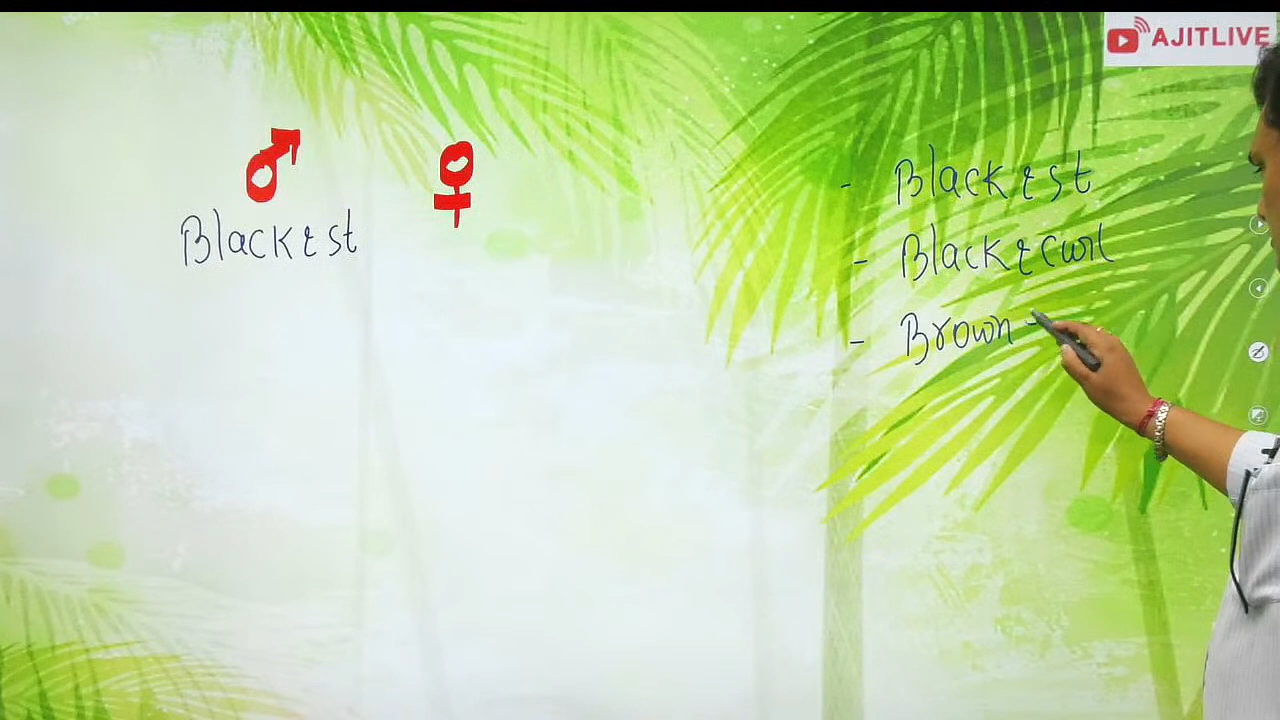 AJITLIVE
♂ ♀
Black & st
- Black & st
- Black & curl
- Brown